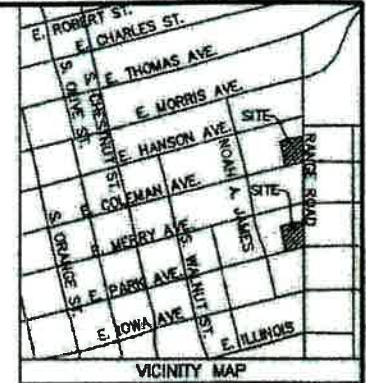 E. ROBERT ST.
E. CHARLES ST.
E. THOMAS AVE.
E. MORRIS AVE.
E. HANSON AVE.
E. COLEMAN AVE.
E. MERRY AVE.
E. PARK AVE.
E. IOWA AVE
E. ILLINOIS
S. OLIVE ST.
S. CHESTNUT ST.
S. ORANGE ST.
S. WALNUT ST.
NOAH A. JAMES
SITE
SITE
RANGE ROAD
VICINITY MAP